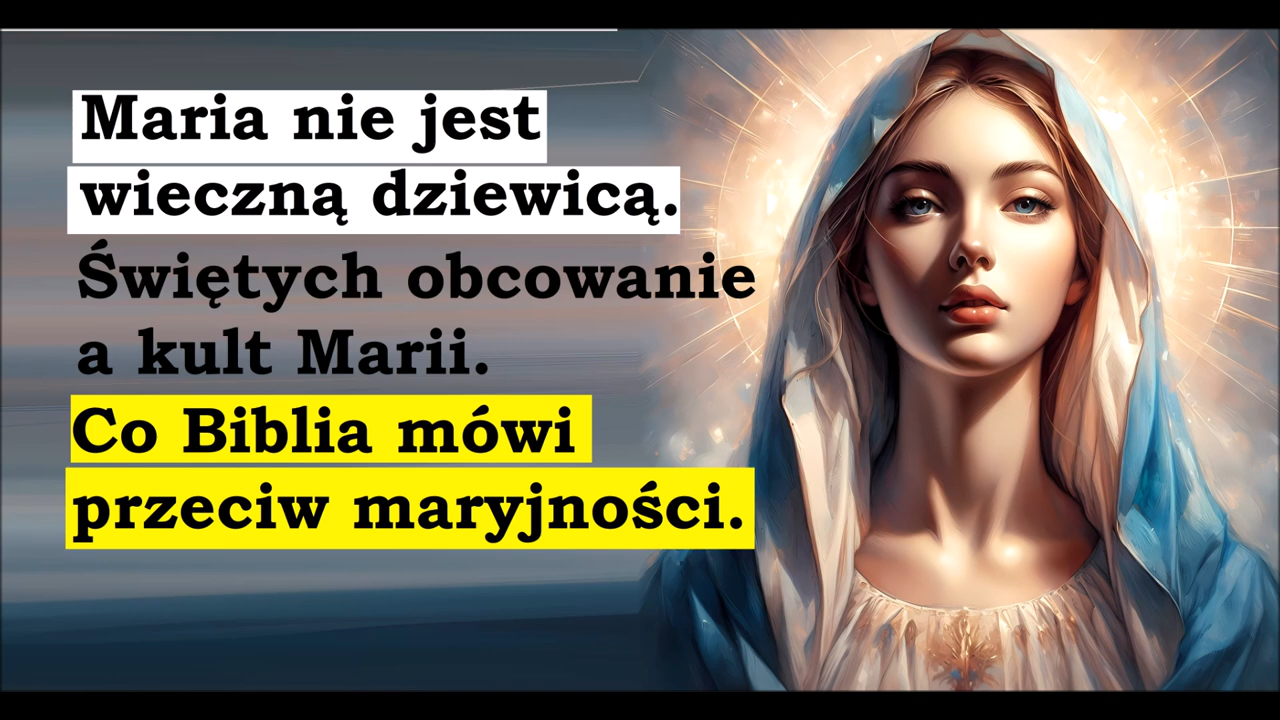 Maria nie jest
wieczną dziewicą.
Świętych obcowanie
a kult Marii.
Co Biblia mówi
przeciw maryjności.